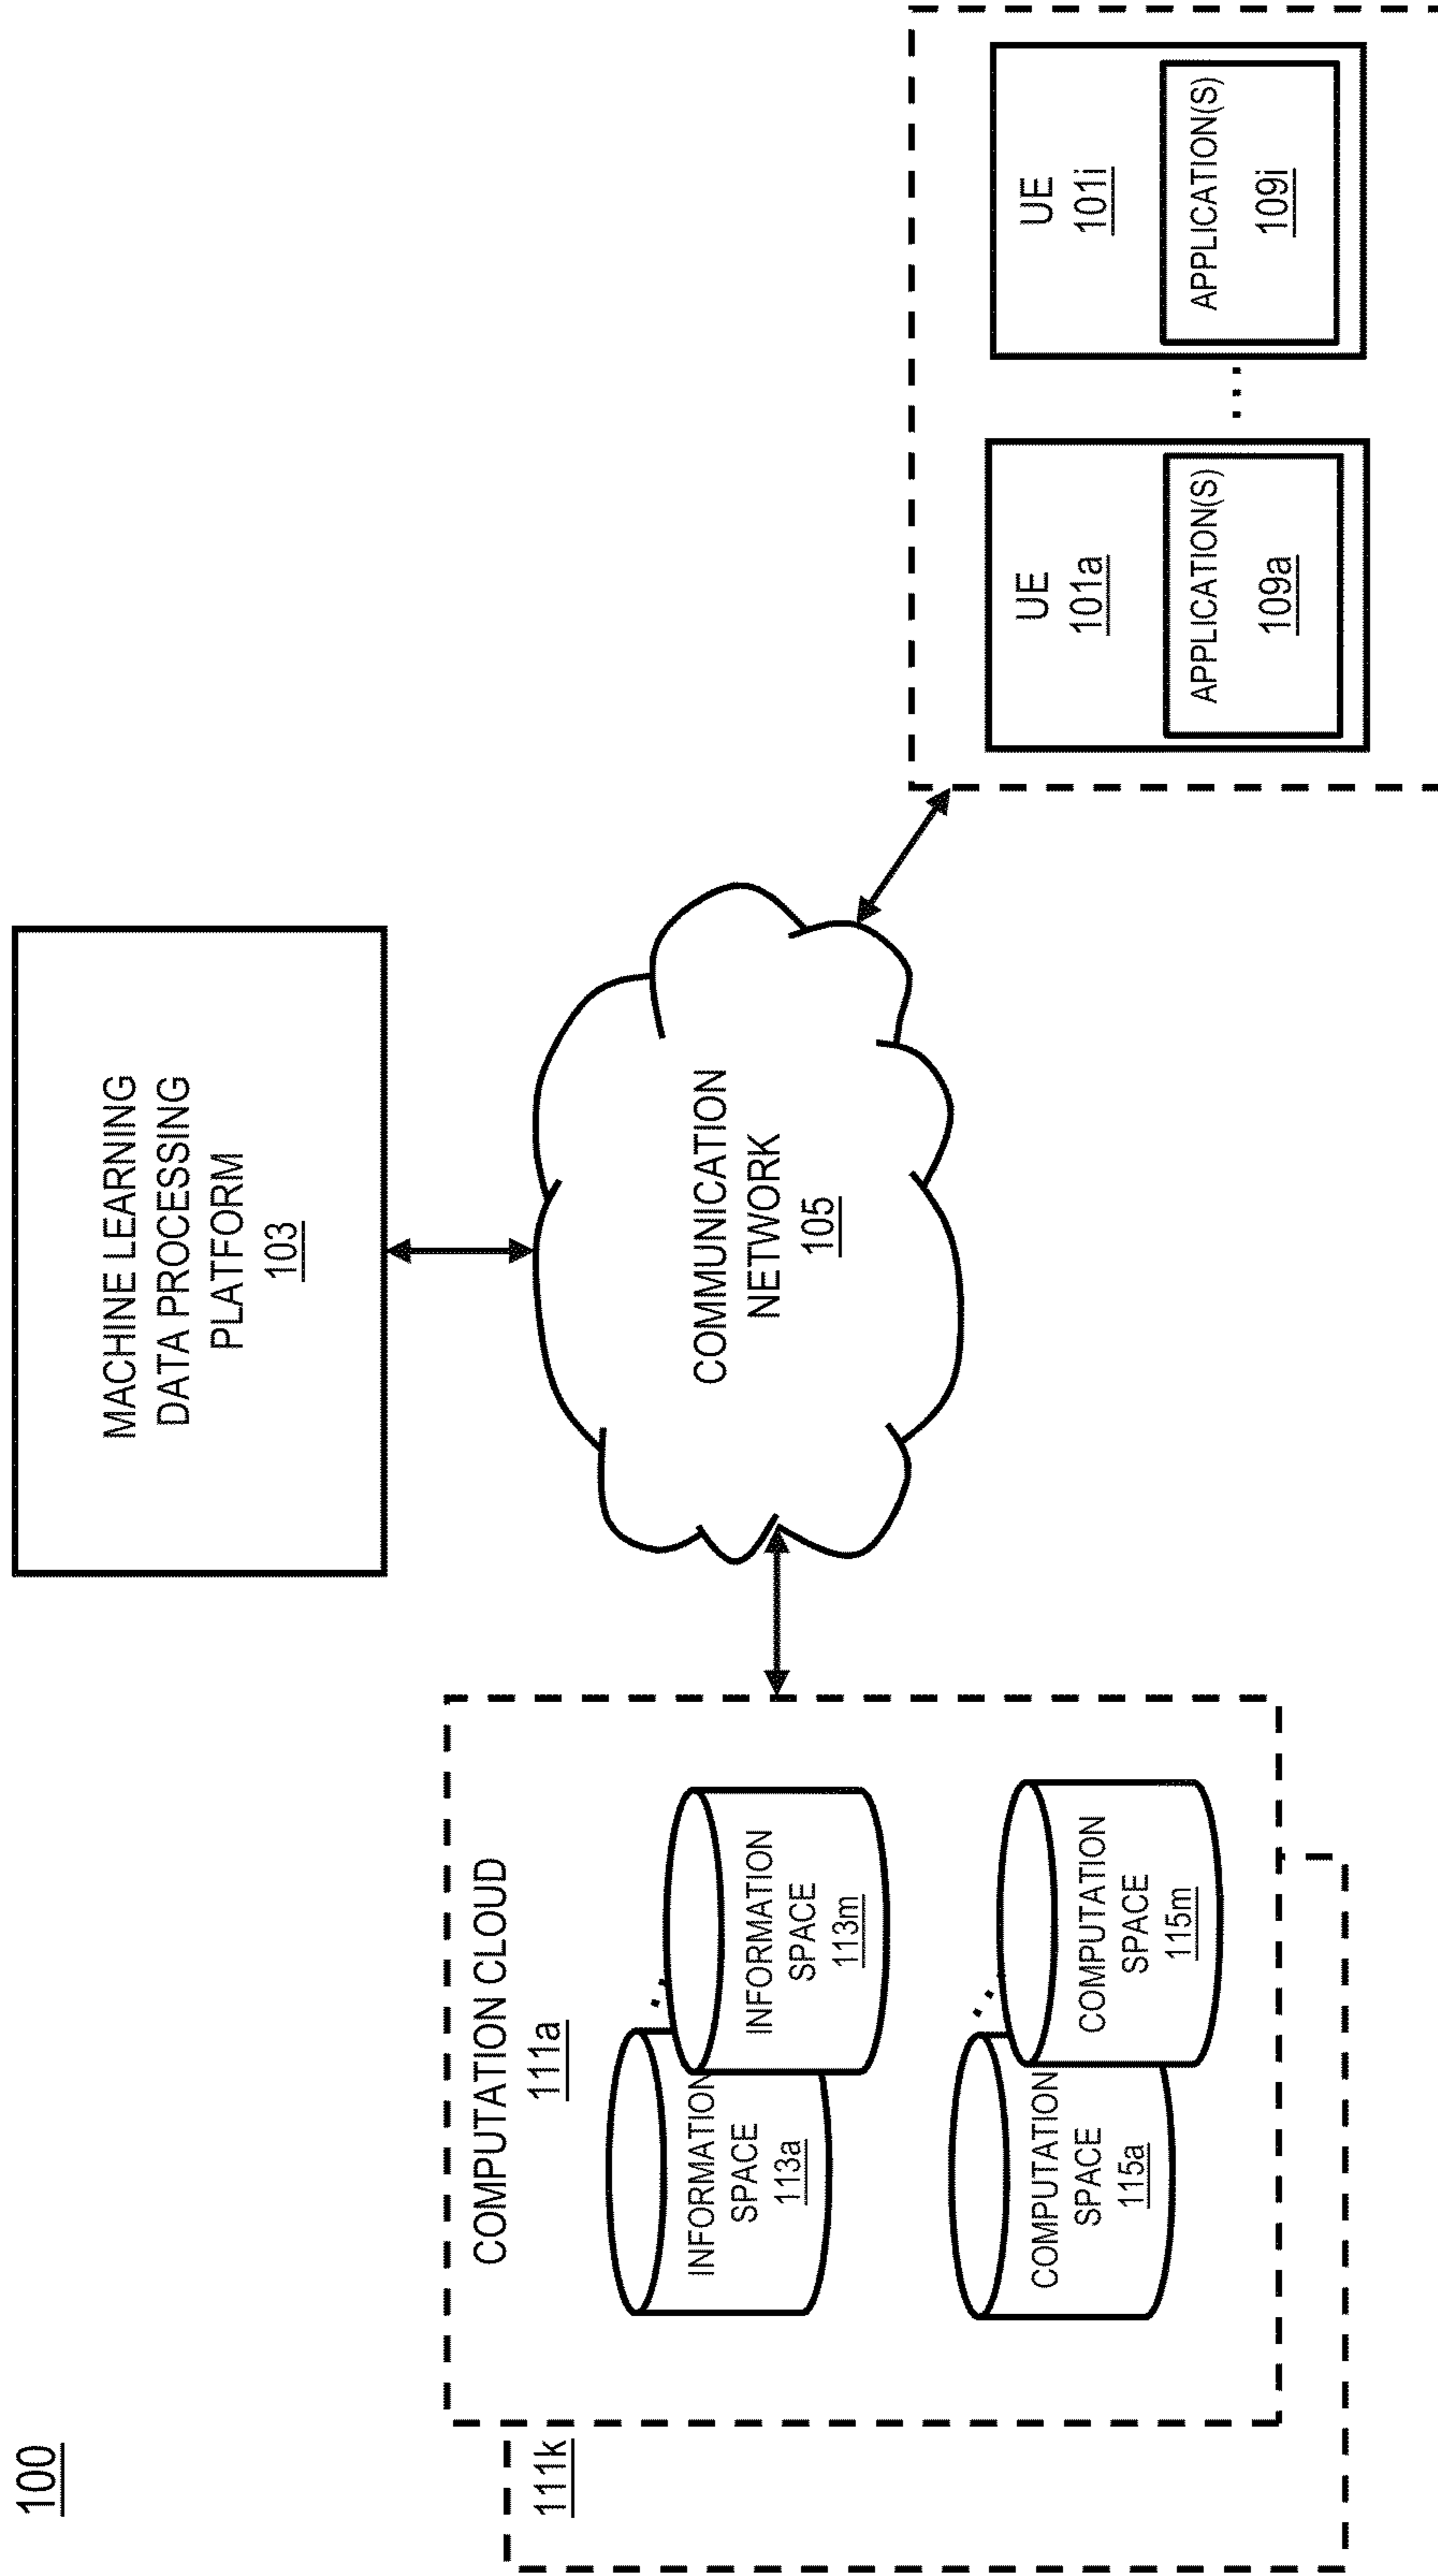 100
MACHINE LEARNING
DATA PROCESSING
PLATFORM
103
111k
COMPUTATION CLOUD
111a
INFORMATION
SPACE
113a
INFORMATION
SPACE
113m
COMPUTATION
SPACE
115a
COMPUTATION
SPACE
115m
COMMUNICATION
NETWORK
105
UE
101a
APPLICATION(S)
109a
UE
101i
APPLICATION(S)
109i